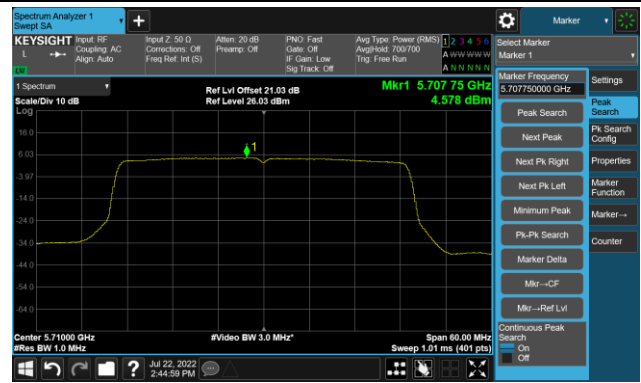 Spectrum Analyzer 1
Swept SA
Marker
KEYSIGHT
L
Input: RF
Coupling: AC
Align: Auto
Input Z: 50 Ω
Corrections: Off
Freq Ref: Int (S)
Atten: 20 dB
Preamp: Off
PNO: Fast
Gate: Off
IF Gain: Low
Sig Track: Off
Avg Type: Power (RMS)
Avg|Hold: 700/700
Trig: Free Run
1 2 3 4 5 6
A W W W W W
A N N N N N
Select Marker
Marker 1
1 Spectrum
Scale/Div 10 dB
Log
Ref Lvl Offset 21.03 dB
Ref Level 26.03 dBm
Mkr1 5.707 75 GHz
4.578 dBm
16.0
6.03
-3.97
-14.0
-24.0
-34.0
-44.0
-54.0
-64.0
1
Center 5.71000 GHz
#Res BW 1.0 MHz
#Video BW 3.0 MHz*
Span 60.00 MHz
Sweep 1.01 ms (401 pts)
Marker Frequency
5.707750000 GHz
Peak Search
Next Peak
Next Pk Right
Next Pk Left
Minimum Peak
Pk-Pk Search
Marker Delta
Mkr→CF
Mkr→Ref Lvl
Continuous Peak
Search
On
Off
Settings
Peak
Search
Pk Search
Config
Properties
Marker
Function
Marker→
Counter
?
Jul 22, 2022
2:44:59 PM